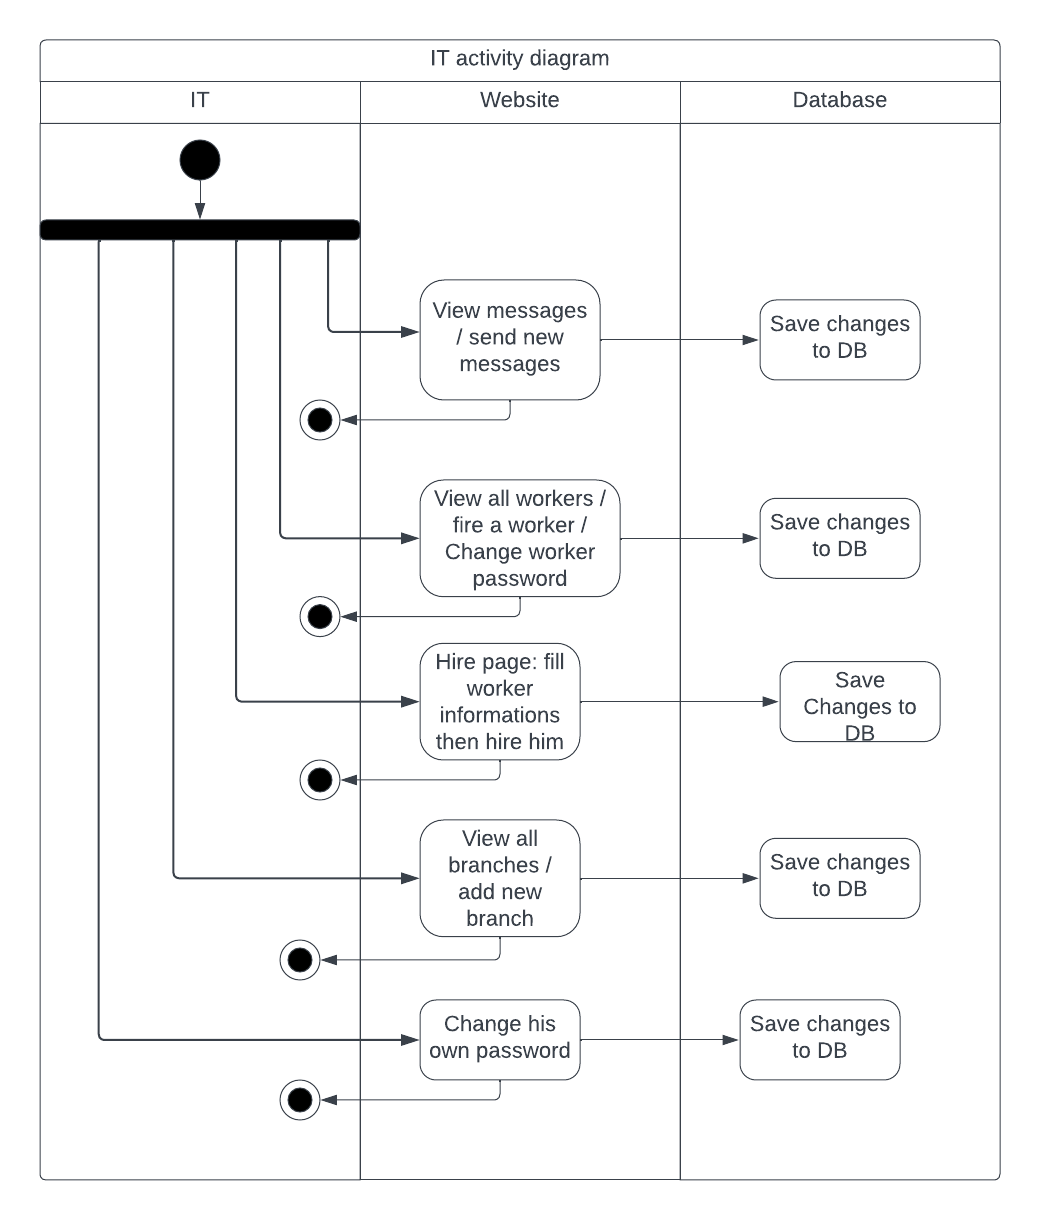 IT activity diagram
IT
Website
Database
View messages
/ send new
messages
Save changes
to DB
View all workers /
fire a worker /
Change worker
password
Save changes
to DB
Hire page: fill
worker
informations
then hire him
Save
Changes to
DB
View all
branches /
add new
branch
Save changes
to DB
Change his
own password
Save changes
to DB